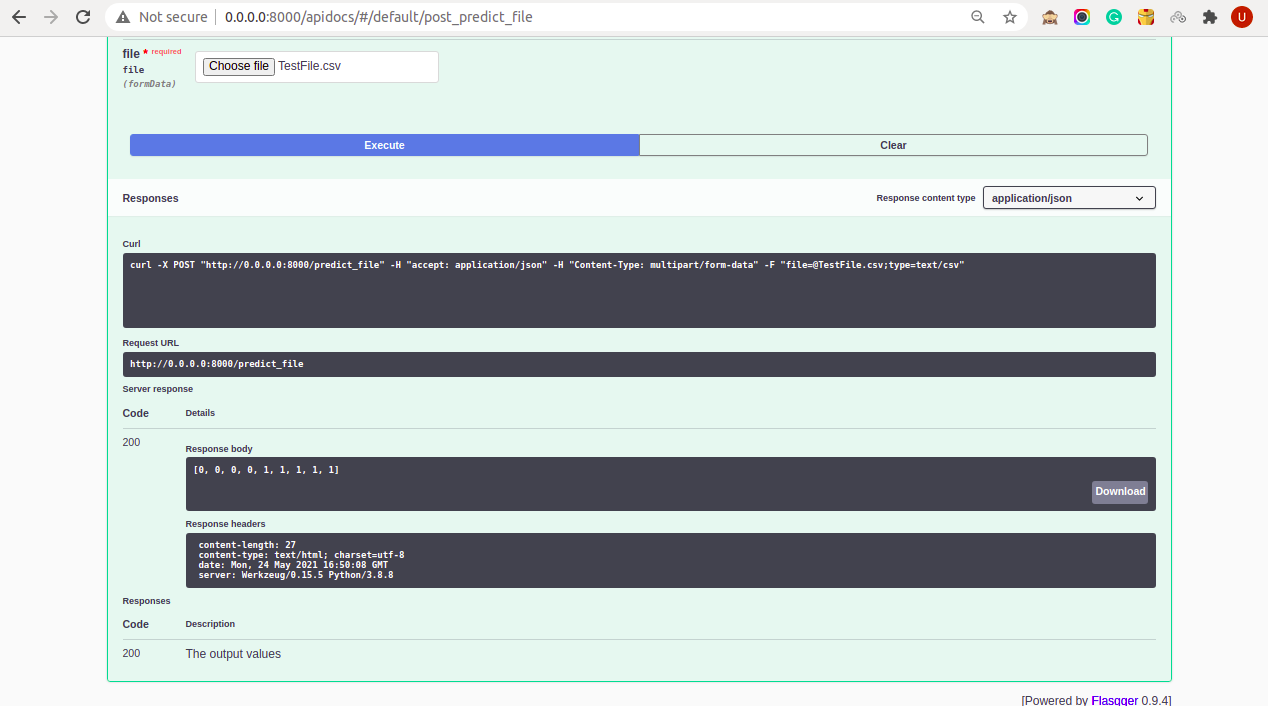 Not secure | 0.0.0.0:8000/apidocs/#/default/post_predict_file
U
file * required
Choose file TestFile.csv
file
(formData)
Execute Clear
Responses Response content type application/json
Curl
curl -X POST "http://0.0.0.0:8000/predict_file" -H "accept: application/json" -H "Content-Type: multipart/form-data" -F "file=@TestFile.csv;type=text/csv"
Request URL
http://0.0.0.0:8000/predict_file
Server response
Code Details
200
Response body
[0, 0, 0, 0, 1, 1, 1, 1, 1]
Download
Response headers
content-length: 27
content-type: text/html; charset=utf-8
date: Mon, 24 May 2021 16:50:08 GMT
server: Werkzeug/0.15.5 Python/3.8.8
Responses
Code Description
200 The output values
[Powered by Flasgger 0.9.4]